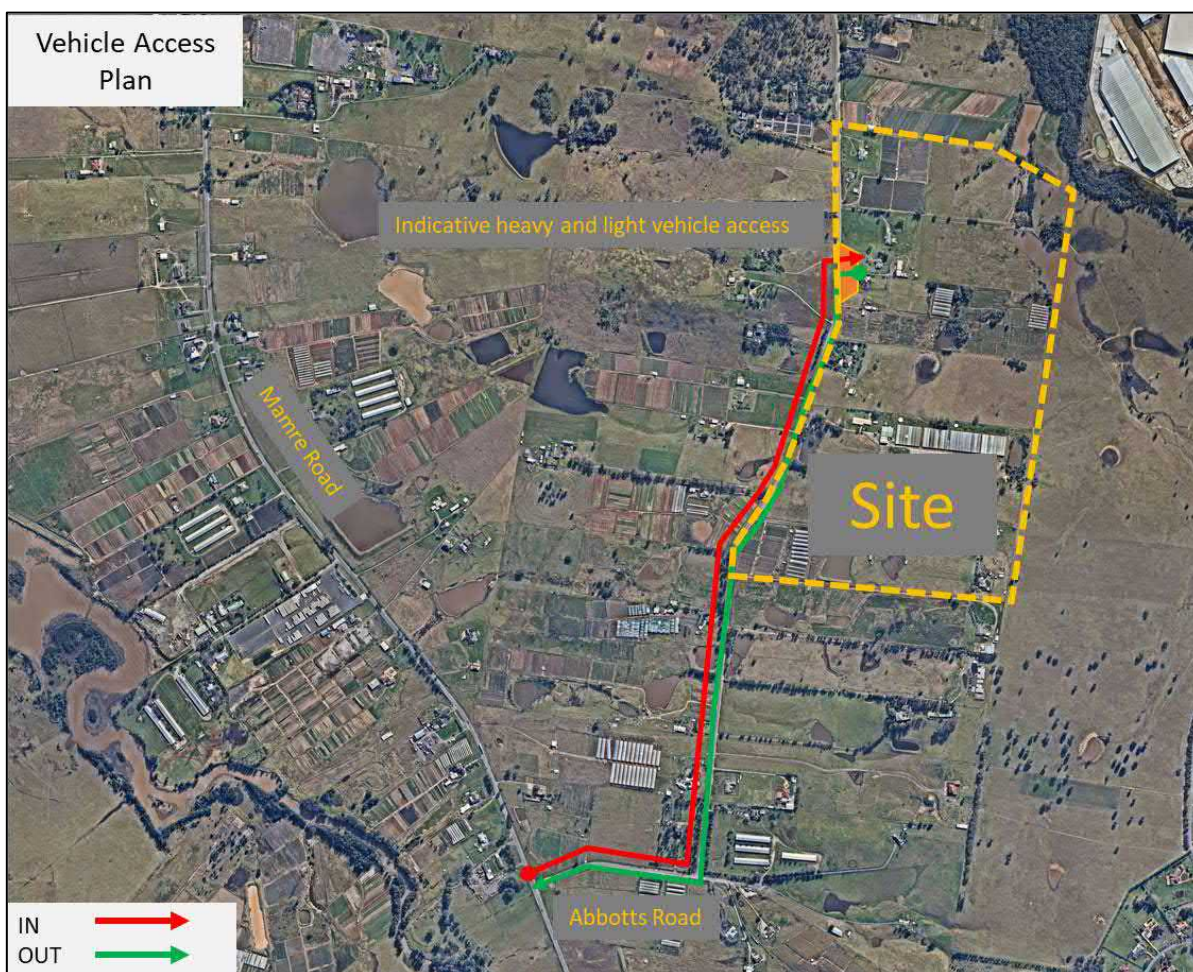 Vehicle Access
Plan
Indicative heavy and light vehicle access
Mamre Road
Site
Abbotts Road
IN
OUT